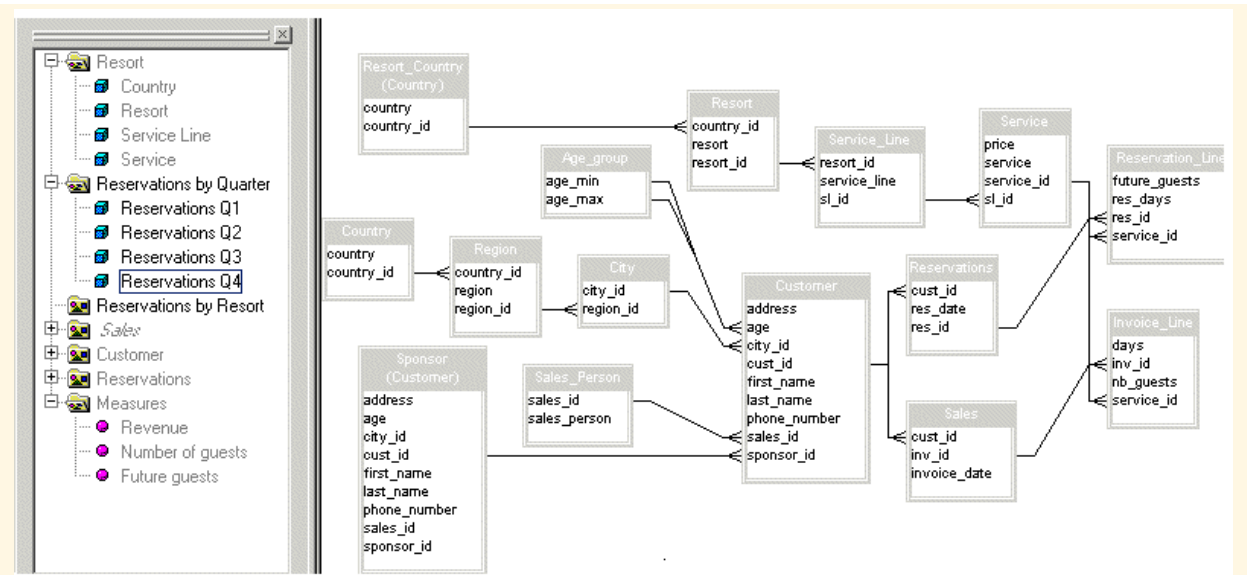 Resort
Country
Resort
Service Line
Service
Reservations by Quarter
Reservations Q1
Reservations Q2
Reservations Q3
Reservations Q4
Reservations by Resort
Sales
Customer
Reservations
Measures
Revenue
Number of guests
Future guests
Resort_Country
(Country)
country
country_id
Resort
country_id
resort
resort_id
Service_Line
resort_id
service_line
sl_id
Service
price
service
service_id
sl_id
Reservation_Line
future_guests
res_days
res_id
service_id
Age_group
age_min
age_max
Country
country
country_id
Region
country_id
region
region_id
City
city_id
region_id
Customer
address
age
city_id
cust_id
first_name
last_name
phone_number
sales_id
sponsor_id
Reservations
cust_id
res_date
res_id
Invoice_Line
days
inv_id
nb_guests
service_id
Sponsor
(Customer)
address
age
city_id
cust_id
first_name
last_name
phone_number
sales_id
sponsor_id
Sales_Person
sales_id
sales_person
Sales
cust_id
inv_id
invoice_date